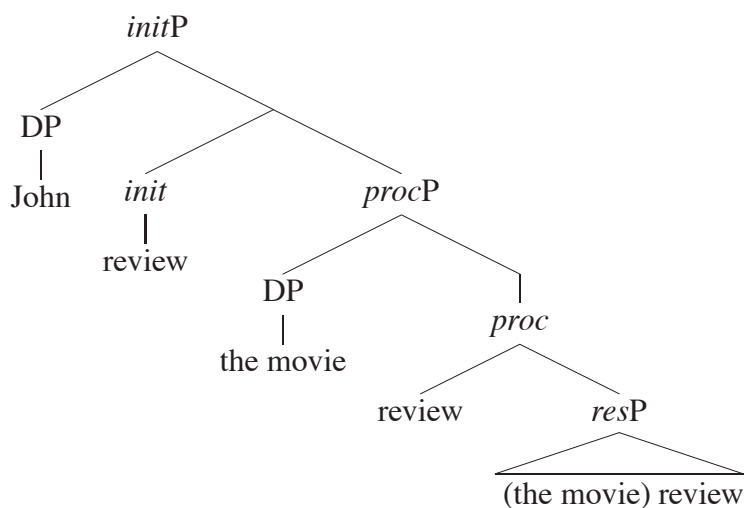 initP
DP
John
init
procP
review
DP
the movie
proc
review
resP
(the movie) review